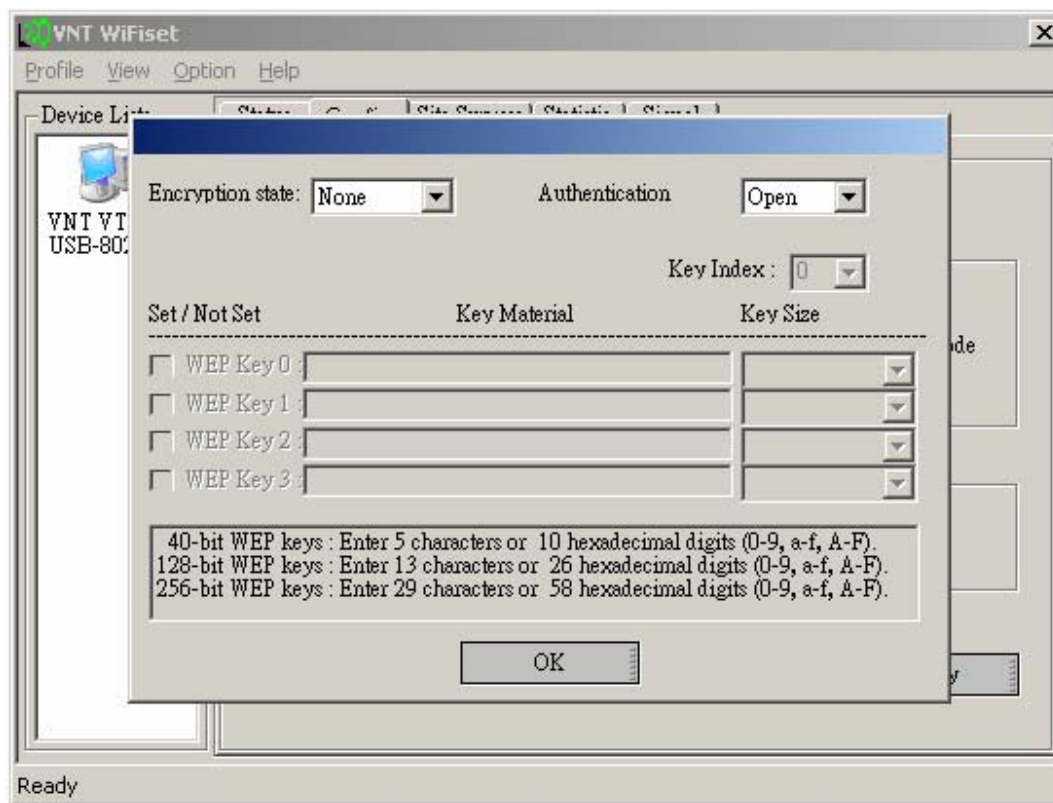 VNT WiFiset
Profile View Option Help
Device
Encryption state: None Authentication Open
Key Index : 0
VNT
Set / Not Set Key Material Key Size
WEP Key 0 :
WEP Key 1 :
WEP Key 2 :
WEP Key 3 :
40-bit WEP keys : Enter 5 characters or 10 hexadecimal digits (0-9, a-f, A-F).
128-bit WEP keys : Enter 13 characters or 26 hexadecimal digits (0-9, a-f, A-F).
256-bit WEP keys : Enter 29 characters or 58 hexadecimal digits (0-9, a-f, A-F).
OK
Ready